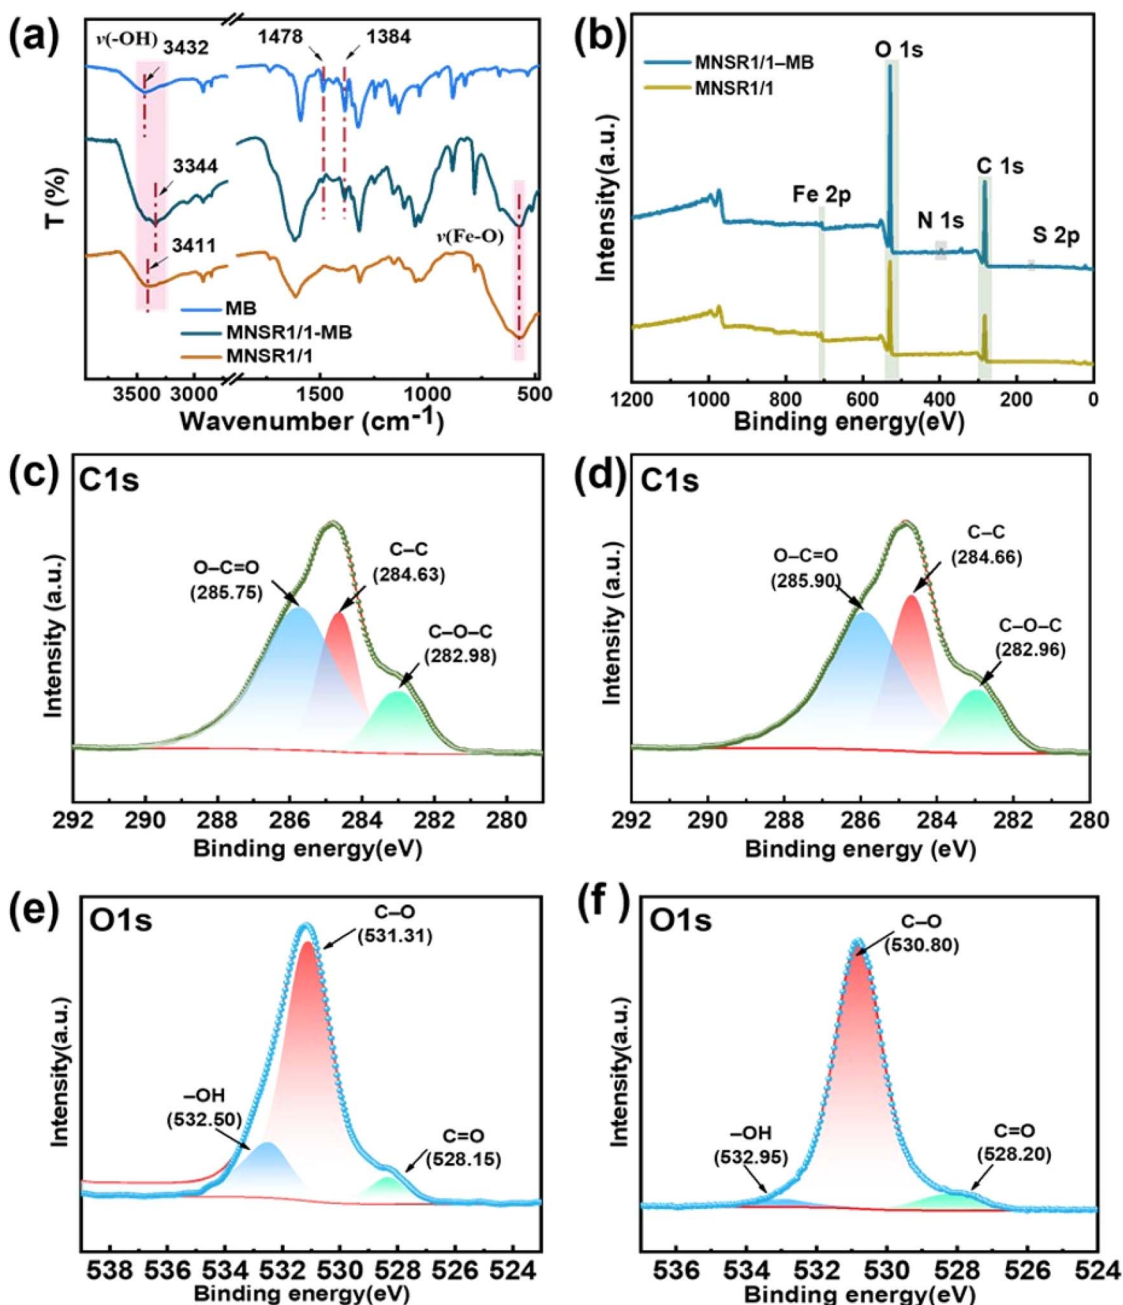 (a)
ν(-OH)
3432
1478
1384
3344
3411
ν(Fe-O)
MB
MNSR1/1-MB
MNSR1/1
T (%)
3500 3000 1500 1000 500
Wavenumber (cm-1)
(b)
MNSR1/1–MB
MNSR1/1
O 1s
C 1s
Fe 2p
N 1s
S 2p
Intensity(a.u.)
1200 1000 800 600 400 200 0
Binding energy(eV)
(c)
C1s
O–C=O
(285.75)
C–C
(284.63)
C–O–C
(282.98)
Intensity (a.u.)
292 290 288 286 284 282 280
Binding energy(eV)
(d)
C1s
O–C=O
(285.90)
C–C
(284.66)
C–O–C
(282.96)
Intensity (a.u.)
292 290 288 286 284 282 280
Binding energy (eV)
(e)
O1s
C–O
(531.31)
–OH
(532.50)
C=O
(528.15)
Intensity(a.u.)
538 536 534 532 530 528 526 524
Binding energy(eV)
(f)
O1s
C–O
(530.80)
–OH
(532.95)
C=O
(528.20)
Intensity(a.u.)
536 534 532 530 528 526 524
Binding energy(eV)